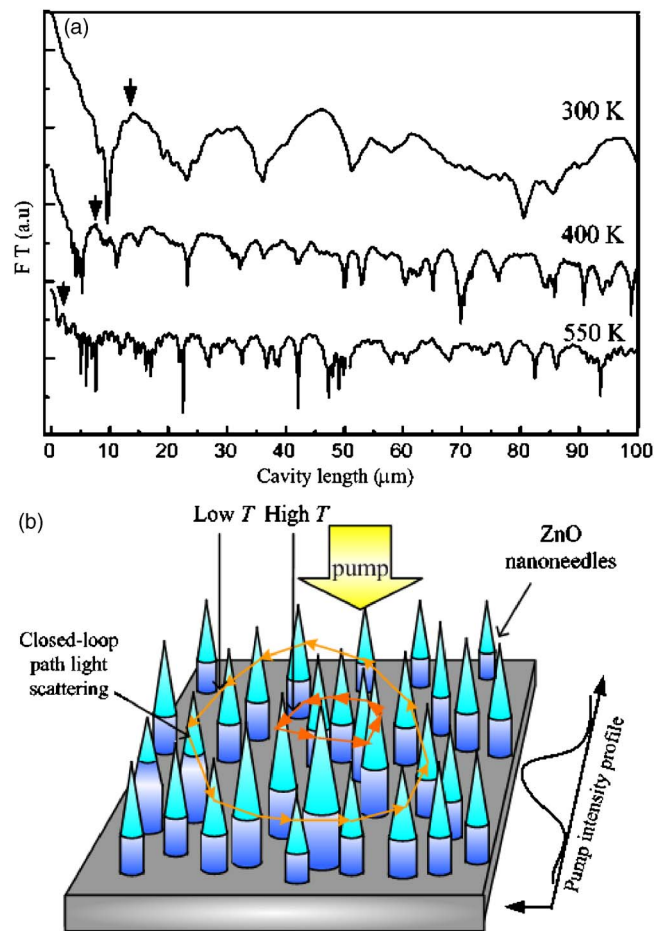 (a)
300 K
400 K
550 K
F T (a.u)
0 10 20 30 40 50 60 70 80 90 100
Cavity length (μm)
(b)
Low T High T
pump
ZnO
nanoneedles
Closed-loop
path light
scattering
Pump intensity profile